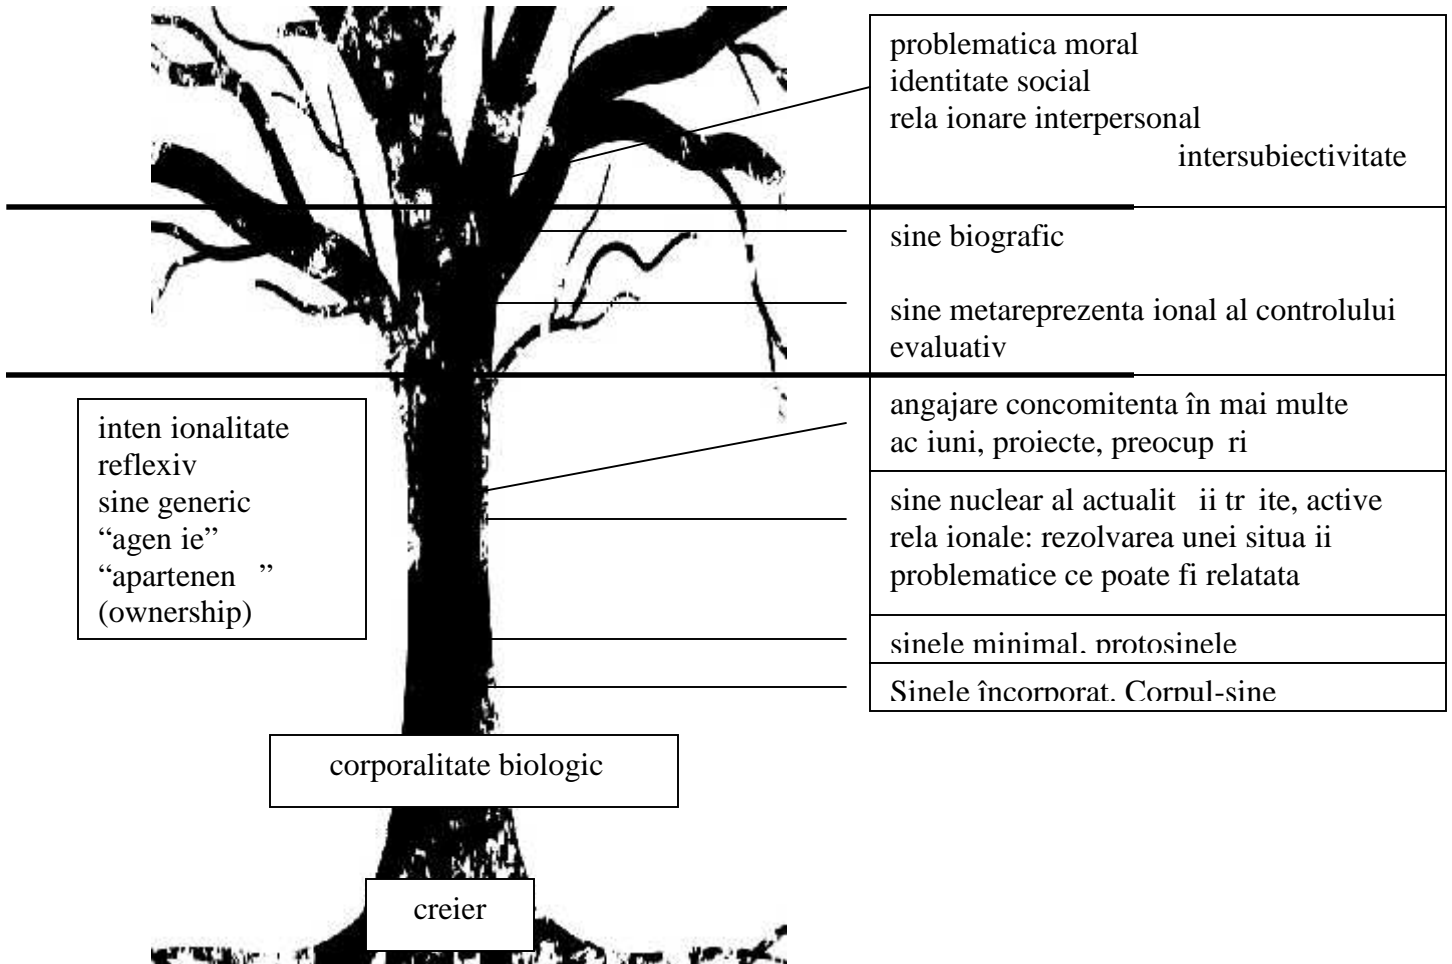 problematica moral
identitate social
rela ionare interpersonal
intersubiectivitate
sine biografic
sine metareprezenta ional al controlului
evaluativ
angajare concomitenta în mai multe
ac iuni, proiecte, preocup ri
sine nuclear al actualit ii tr ite, active
rela ionale: rezolvarea unei situa ii
problematice ce poate fi relatata
sinele minimal, protosinele
Sinele încorporat. Corpul-sine
inten ionalitate
reflexiv
sine generic
“agen ie”
“apartenen ”
(ownership)
corporalitate biologic
creier